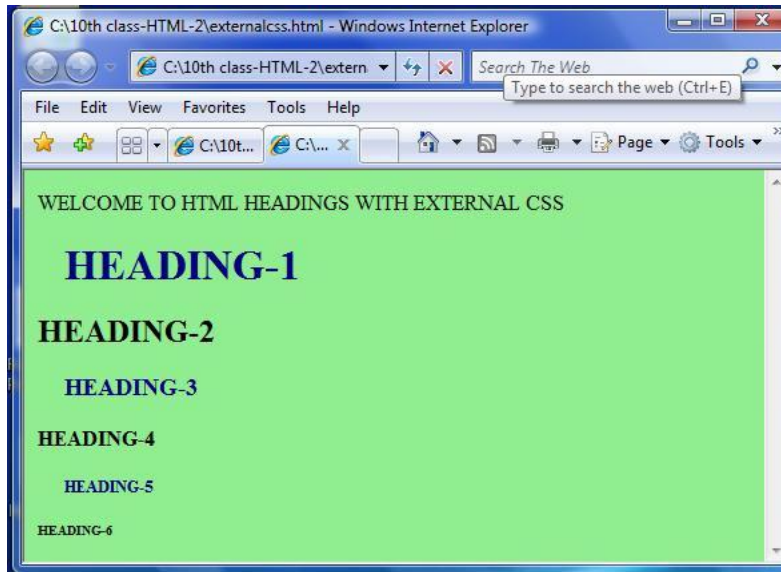 C:\10th class-HTML-2\externalcss.html - Windows Internet Explorer
C:\10th class-HTML-2\extern Search The Web
Type to search the web (Ctrl+E)
File Edit View Favorites Tools Help
C:\10t... C:\... Page Tools
WELCOME TO HTML HEADINGS WITH EXTERNAL CSS
HEADING-1
HEADING-2
HEADING-3
HEADING-4
HEADING-5
HEADING-6